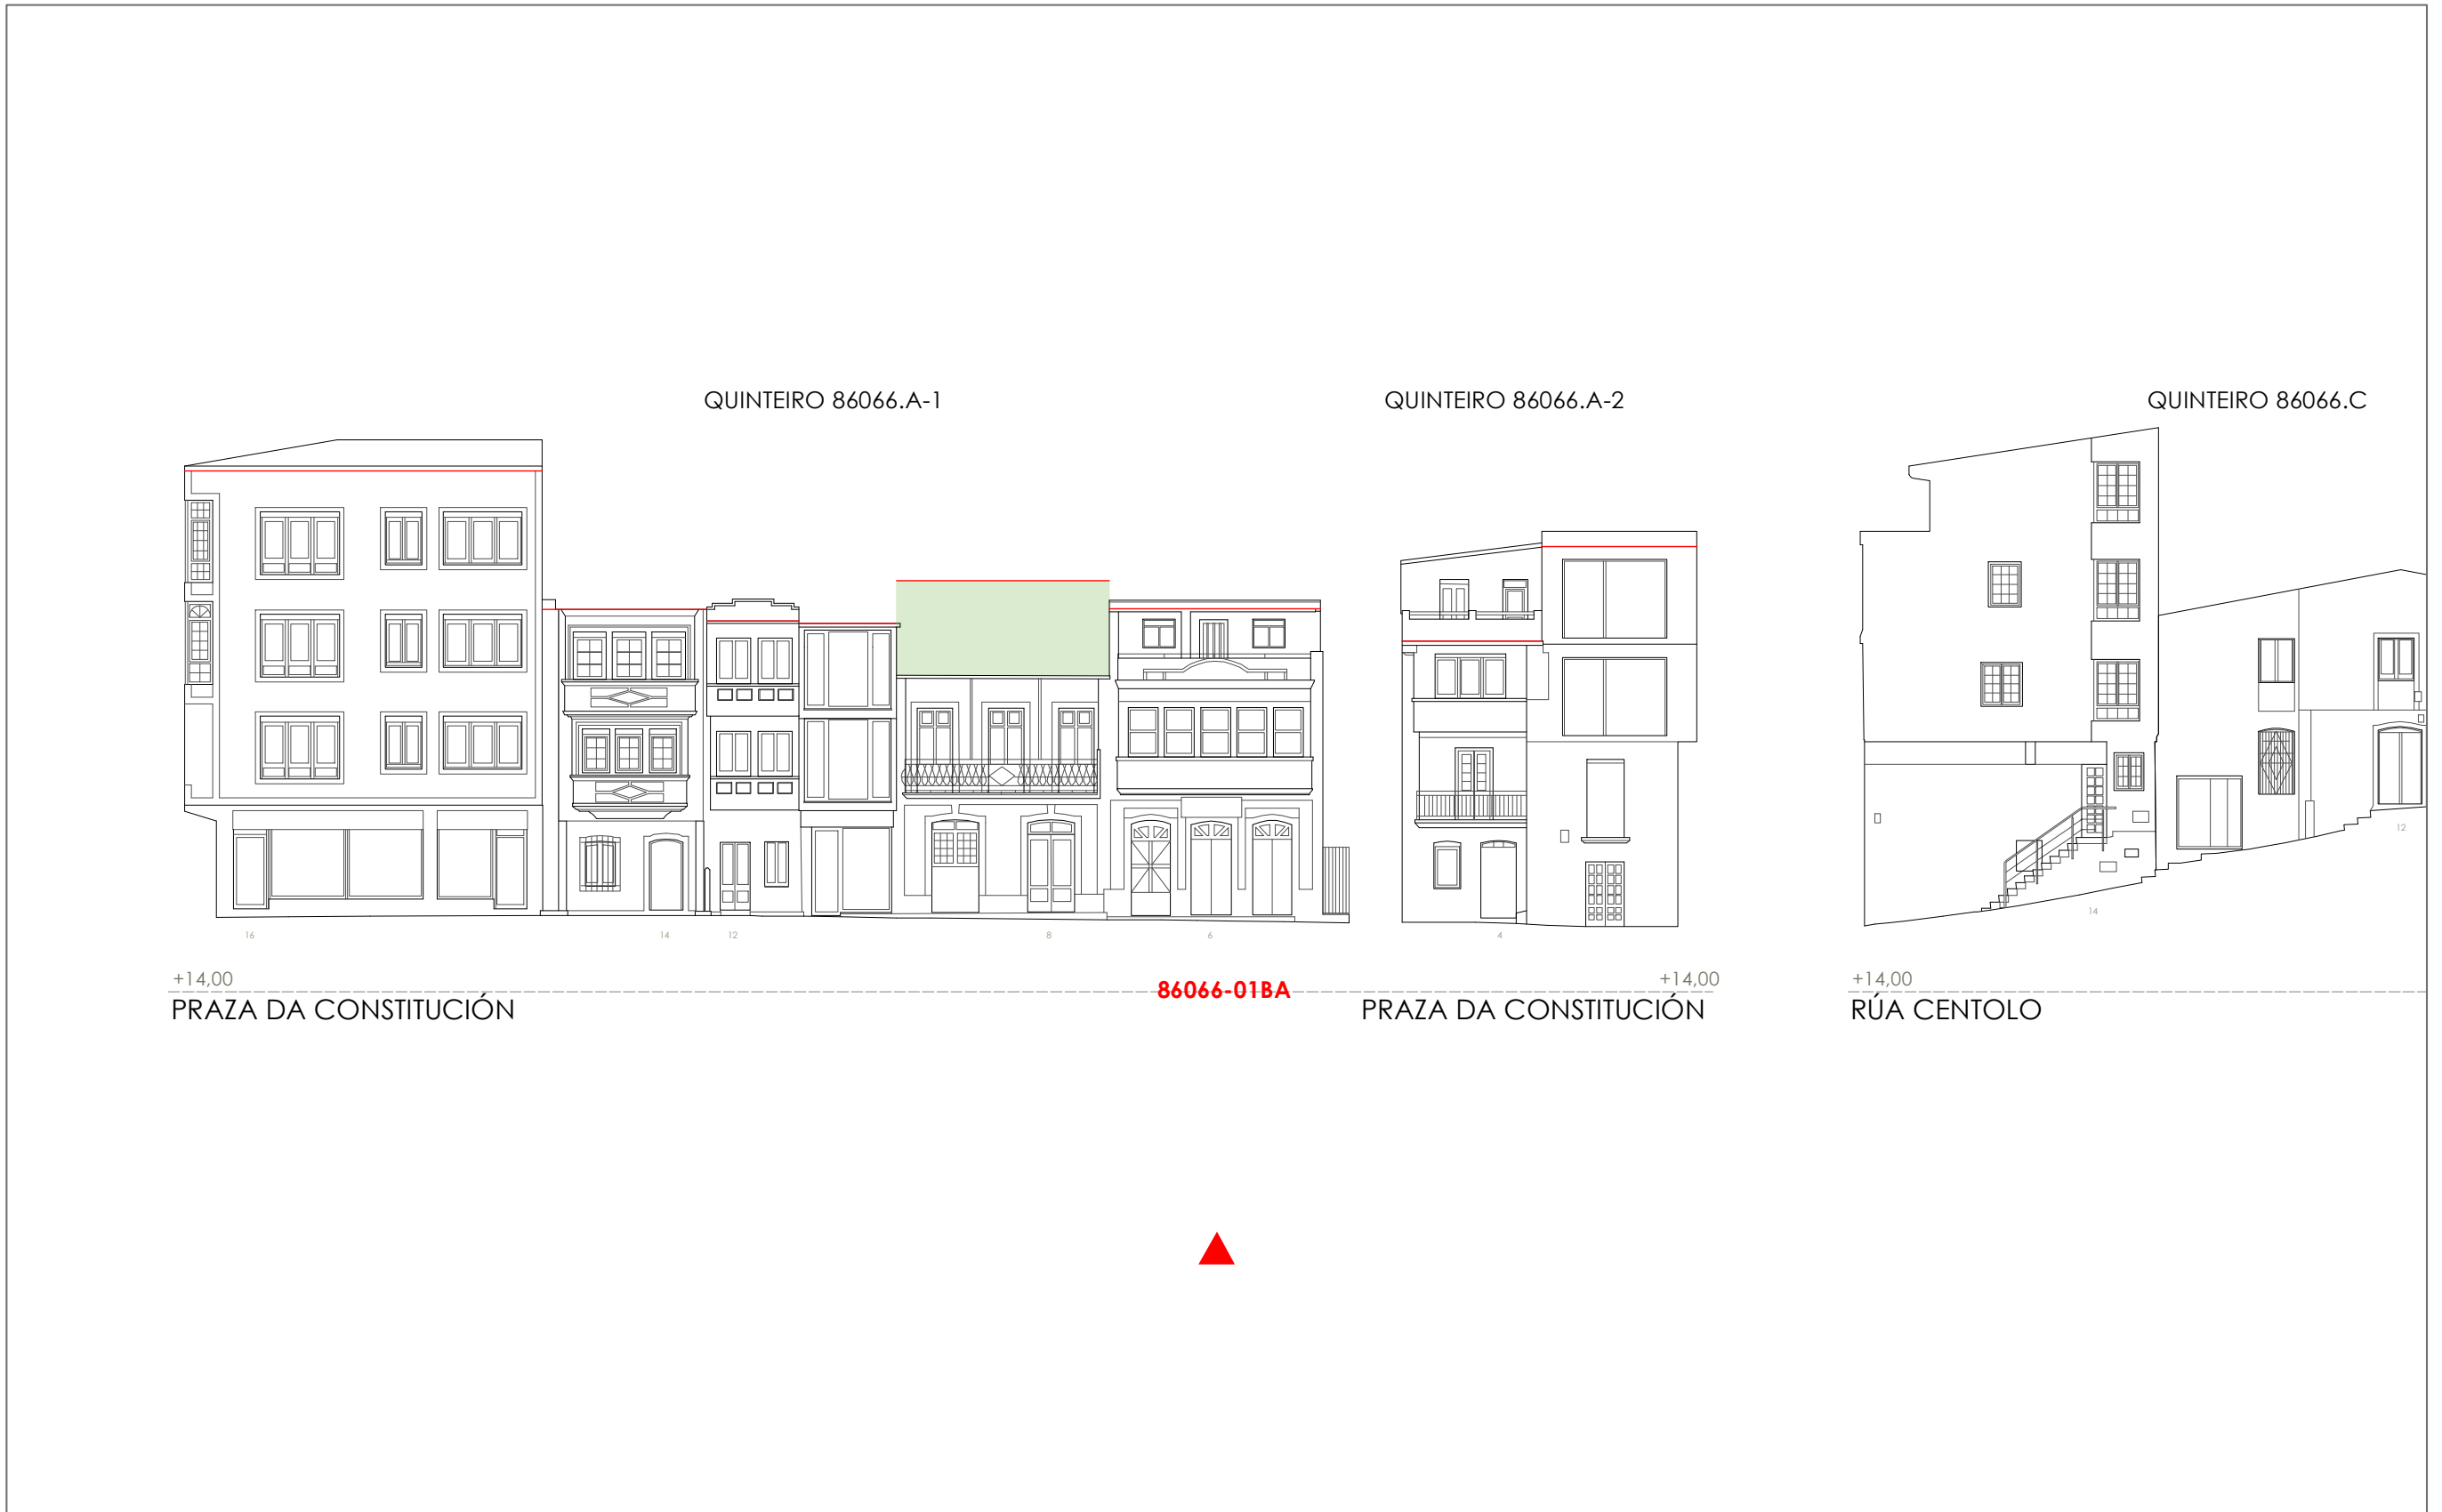 QUINTEIRO 86066.A-1
QUINTEIRO 86066.A-2
QUINTEIRO 86066.C
16
14
12
8
6
4
14
12
+14,00
86066-01BA
+14,00
+14,00
PRAZA DA CONSTITUCIÓN
PRAZA DA CONSTITUCIÓN
RÚA CENTOLO